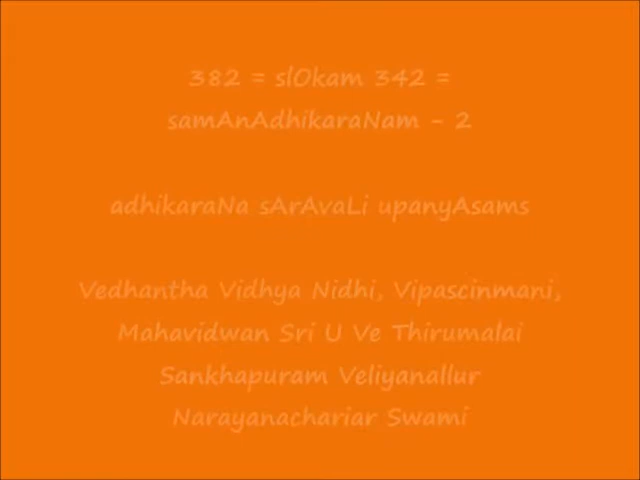 382 = slOkam 342 =
samAnAdhikaraNam - 2
adhikaraNa sArAvaLi upanyAsams
Vedhantha Vidhya Nidhi, Vipascinmani,
Mahavidwan Sri U Ve Thirumalai
Sankhapuram Veliyanallur
Narayanachariar Swami